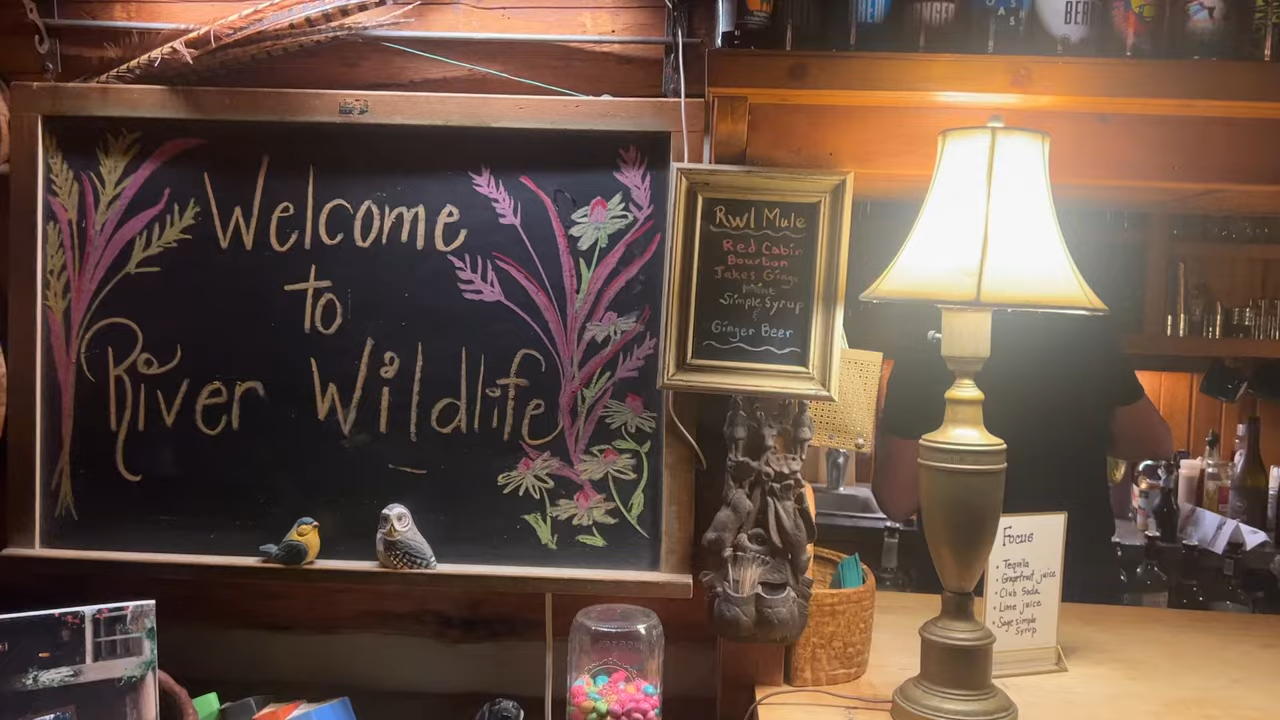 Welcome
to
River Wildlife
Rwl Mule
Red Cabin
Bourbon
Jakes Ginge
Mint
Simple Syrup
&
Ginger Beer
Focus
• Tequila
• Grapefruit juice
• Club Soda
• Lime juice
• Sage simple
Syrup